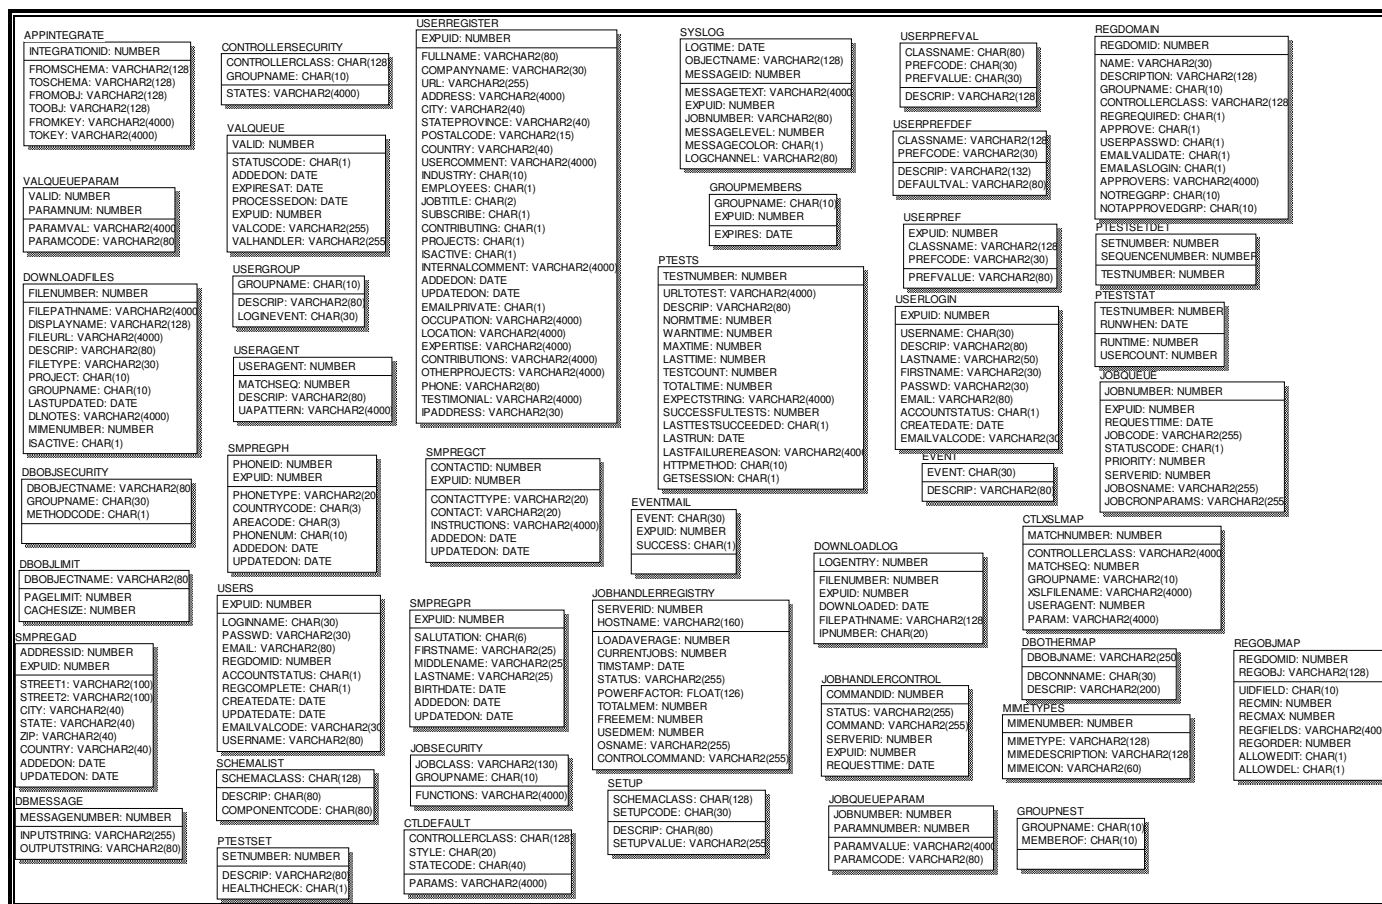 APPINTEGRATE
INTEGRATIONID: NUMBER
FROMSCHEMA: VARCHAR2(128
TOSCHEMA: VARCHAR2(128)
FROMOBJ: VARCHAR2(128)
TOOBJ: VARCHAR2(128)
FROMKEY: VARCHAR2(4000)
TOKEY: VARCHAR2(4000)
VALQUEUEPARAM
VALID: NUMBER
PARAMNUM: NUMBER
PARAMVAL: VARCHAR2(4000
PARAMCODE: VARCHAR2(80
DOWNLOADFILES
FILENUMBER: NUMBER
FILEPATHNAME: VARCHAR2(4000
DISPLAYNAME: VARCHAR2(128)
FILEURL: VARCHAR2(4000)
DESCRIP: VARCHAR2(80)
FILETYPE: VARCHAR2(30)
PROJECT: CHAR(10)
GROUPNAME: CHAR(10)
LASTUPDATED: DATE
DLNOTES: VARCHAR2(4000)
MIMENUMBER: NUMBER
ISACTIVE: CHAR(1)
DBOBJSECURITY
DBOBJECTNAME: VARCHAR2(80
GROUPNAME: CHAR(30)
METHODCODE: CHAR(1)
DBOBJLIMIT
DBOBJECTNAME: VARCHAR2(80
PAGELIMIT: NUMBER
CACHESIZE: NUMBER
SMPREGAD
ADDRESSID: NUMBER
EXPUID: NUMBER
STREET1: VARCHAR2(100)
STREET2: VARCHAR2(100)
CITY: VARCHAR2(40)
STATE: VARCHAR2(40)
ZIP: VARCHAR2(40)
COUNTRY: VARCHAR2(40)
ADDEDON: DATE
UPDATEDON: DATE
DBMESSAGE
MESSAGENUMBER: NUMBER
INPUTSTRING: VARCHAR2(255)
OUTPUTSTRING: VARCHAR2(80)
CONTROLLERSECURITY
CONTROLLERCLASS: CHAR(128
GROUPNAME: CHAR(10)
STATES: VARCHAR2(4000)
VALQUEUE
VALID: NUMBER
STATUSCODE: CHAR(1)
ADDEDON: DATE
EXPIRESAT: DATE
PROCESSEDON: DATE
EXPUID: NUMBER
VALCODE: VARCHAR2(255)
VALHANDLER: VARCHAR2(255
USERGROUP
GROUPNAME: CHAR(10)
DESCRIP: VARCHAR2(80)
LOGINEVENT: CHAR(30)
USERAGENT
USERAGENT: NUMBER
MATCHSEQ: NUMBER
DESCRIP: VARCHAR2(80)
UAPATTERN: VARCHAR2(4000
SMPREGPH
PHONEID: NUMBER
EXPUID: NUMBER
PHONETYPE: VARCHAR2(20
COUNTRYCODE: CHAR(3)
AREACODE: CHAR(3)
PHONENUM: CHAR(10)
ADDEDON: DATE
UPDATEDON: DATE
USERS
EXPUID: NUMBER
LOGINNAME: CHAR(30)
PASSWD: VARCHAR2(30)
EMAIL: VARCHAR2(80)
REGDOMID: NUMBER
ACCOUNTSTATUS: CHAR(1)
REGCOMPLETE: CHAR(1)
CREATEDATE: DATE
UPDATEDATE: DATE
EMAILVALCODE: VARCHAR2(30
USERNAME: VARCHAR2(80)
SCHEMALIST
SCHEMACLASS: CHAR(128)
DESCRIP: CHAR(80)
COMPONENTCODE: CHAR(80)
PTESTSET
SETNUMBER: NUMBER
DESCRIP: VARCHAR2(80)
HEALTHCHECK: CHAR(1)
USERREGISTER
EXPUID: NUMBER
FULLNAME: VARCHAR2(80)
COMPANYNAME: VARCHAR2(30)
URL: VARCHAR2(255)
ADDRESS: VARCHAR2(4000)
CITY: VARCHAR2(40)
STATEPROVINCE: VARCHAR2(40)
POSTALCODE: VARCHAR2(15)
COUNTRY: VARCHAR2(40)
USERCOMMENT: VARCHAR2(4000)
INDUSTRY: CHAR(10)
EMPLOYEES: CHAR(1)
JOBTITLE: CHAR(2)
SUBSCRIBE: CHAR(1)
CONTRIBUTING: CHAR(1)
PROJECTS: CHAR(1)
ISACTIVE: CHAR(1)
INTERNALCOMMENT: VARCHAR2(4000)
ADDEDON: DATE
UPDATEDON: DATE
EMAILPRIVATE: CHAR(1)
OCCUPATION: VARCHAR2(4000)
LOCATION: VARCHAR2(4000)
EXPERTISE: VARCHAR2(4000)
CONTRIBUTIONS: VARCHAR2(4000)
OTHERPROJECTS: VARCHAR2(4000)
PHONE: VARCHAR2(80)
TESTIMONIAL: VARCHAR2(4000)
IPADDRESS: VARCHAR2(30)
SMPREGCT
CONTACTID: NUMBER
EXPUID: NUMBER
CONTACTTYPE: VARCHAR2(20)
CONTACT: VARCHAR2(20)
INSTRUCTIONS: VARCHAR2(4000)
ADDEDON: DATE
UPDATEDON: DATE
SMPREGPR
EXPUID: NUMBER
SALUTATION: CHAR(6)
FIRSTNAME: VARCHAR2(25)
MIDDLENAME: VARCHAR2(25
LASTNAME: VARCHAR2(25)
BIRTHDATE: DATE
ADDEDON: DATE
UPDATEDON: DATE
JOBSECURITY
JOBCLASS: VARCHAR2(130)
GROUPNAME: CHAR(10)
FUNCTIONS: VARCHAR2(4000)
CTLDEFAULT
CONTROLLERCLASS: CHAR(128
STYLE: CHAR(20)
STATECODE: CHAR(40)
PARAMS: VARCHAR2(4000)
SYSLOG
LOGTIME: DATE
OBJECTNAME: VARCHAR2(128)
MESSAGEID: NUMBER
MESSAGETEXT: VARCHAR2(4000
EXPUID: NUMBER
JOBNUMBER: VARCHAR2(80)
MESSAGELEVEL: NUMBER
MESSAGECOLOR: CHAR(1)
LOGCHANNEL: VARCHAR2(80)
GROUPMEMBERS
GROUPNAME: CHAR(10)
EXPUID: NUMBER
EXPIRES: DATE
PTESTS
TESTNUMBER: NUMBER
URLTOTEST: VARCHAR2(4000)
DESCRIP: VARCHAR2(80)
NORMTIME: NUMBER
WARNTIME: NUMBER
MAXTIME: NUMBER
LASTTIME: NUMBER
TESTCOUNT: NUMBER
TOTALTIME: NUMBER
EXPECTSTRING: VARCHAR2(4000)
SUCCESSFULTESTS: NUMBER
LASTTESTSUCCEEDED: CHAR(1)
LASTRUN: DATE
LASTFAILUREREASON: VARCHAR2(4000
HTTPMETHOD: CHAR(10)
GETSESSION: CHAR(1)
EVENTMAIL
EVENT: CHAR(30)
EXPUID: NUMBER
SUCCESS: CHAR(1)
JOBHANDLERREGISTRY
SERVERID: NUMBER
HOSTNAME: VARCHAR2(160)
LOADAVERAGE: NUMBER
CURRENTJOBS: NUMBER
TIMSTAMP: DATE
STATUS: VARCHAR2(255)
POWERFACTOR: FLOAT(126)
TOTALMEM: NUMBER
FREEMEM: NUMBER
USEDMEM: NUMBER
OSNAME: VARCHAR2(255)
CONTROLCOMMAND: VARCHAR2(255)
SETUP
SCHEMACLASS: CHAR(128)
SETUPCODE: CHAR(30)
DESCRIP: CHAR(80)
SETUPVALUE: VARCHAR2(255
USERPREFVAL
CLASSNAME: CHAR(80)
PREFCODE: CHAR(30)
PREFVALUE: CHAR(30)
DESCRIP: VARCHAR2(128
USERPREFDEF
CLASSNAME: VARCHAR2(128
PREFCODE: VARCHAR2(30)
DESCRIP: VARCHAR2(132)
DEFAULTVAL: VARCHAR2(80)
USERPREF
EXPUID: NUMBER
CLASSNAME: VARCHAR2(128
PREFCODE: VARCHAR2(30)
PREFVALUE: VARCHAR2(80)
USERLOGIN
EXPUID: NUMBER
USERNAME: CHAR(30)
DESCRIP: VARCHAR2(80)
LASTNAME: VARCHAR2(50)
FIRSTNAME: VARCHAR2(30)
PASSWD: VARCHAR2(30)
EMAIL: VARCHAR2(80)
ACCOUNTSTATUS: CHAR(1)
CREATEDATE: DATE
EMAILVALCODE: VARCHAR2(30
EVENT
EVENT: CHAR(30)
DESCRIP: VARCHAR2(80)
DOWNLOADLOG
LOGENTRY: NUMBER
FILENUMBER: NUMBER
EXPUID: NUMBER
DOWNLOADED: DATE
FILEPATHNAME: VARCHAR2(128
IPNUMBER: CHAR(20)
JOBHANDLERCONTROL
COMMANDID: NUMBER
STATUS: VARCHAR2(255)
COMMAND: VARCHAR2(255)
SERVERID: NUMBER
EXPUID: NUMBER
REQUESTTIME: DATE
JOBQUEUEPARAM
JOBNUMBER: NUMBER
PARAMNUMBER: NUMBER
PARAMVALUE: VARCHAR2(4000
PARAMCODE: VARCHAR2(80)
REGDOMAIN
REGDOMID: NUMBER
NAME: VARCHAR2(30)
DESCRIPTION: VARCHAR2(128)
GROUPNAME: CHAR(10)
CONTROLLERCLASS: VARCHAR2(128
REGREQUIRED: CHAR(1)
APPROVE: CHAR(1)
USERPASSWD: CHAR(1)
EMAILVALIDATE: CHAR(1)
EMAILASLOGIN: CHAR(1)
APPROVERS: VARCHAR2(4000)
NOTREGGRP: CHAR(10)
NOTAPPROVEDGRP: CHAR(10)
PTESTSETDET
SETNUMBER: NUMBER
SEQUENCENUMBER: NUMBER
TESTNUMBER: NUMBER
PTESTSTAT
TESTNUMBER: NUMBER
RUNWHEN: DATE
RUNTIME: NUMBER
USERCOUNT: NUMBER
JOBQUEUE
JOBNUMBER: NUMBER
EXPUID: NUMBER
REQUESTTIME: DATE
JOBCODE: VARCHAR2(255)
STATUSCODE: CHAR(1)
PRIORITY: NUMBER
SERVERID: NUMBER
JOBOSNAME: VARCHAR2(255)
JOBCRONPARAMS: VARCHAR2(255
CTLXSLMAP
MATCHNUMBER: NUMBER
CONTROLLERCLASS: VARCHAR2(4000
MATCHSEQ: NUMBER
GROUPNAME: VARCHAR2(10)
XSLFILENAME: VARCHAR2(4000)
USERAGENT: NUMBER
PARAM: VARCHAR2(4000)
DBOTHERMAP
DBOBJNAME: VARCHAR2(250
DBCONNNAME: CHAR(30)
DESCRIP: VARCHAR2(200)
MIMETYPES
MIMENUMBER: NUMBER
MIMETYPE: VARCHAR2(128)
MIMEDESCRIPTION: VARCHAR2(128
MIMEICON: VARCHAR2(60)
GROUPNEST
GROUPNAME: CHAR(10)
MEMBEROF: CHAR(10)
REGOBJMAP
REGDOMID: NUMBER
REGOBJ: VARCHAR2(128)
UIDFIELD: CHAR(10)
RECMIN: NUMBER
RECMAX: NUMBER
REGFIELDS: VARCHAR2(400
REGORDER: NUMBER
ALLOWEDIT: CHAR(1)
ALLOWDEL: CHAR(1)